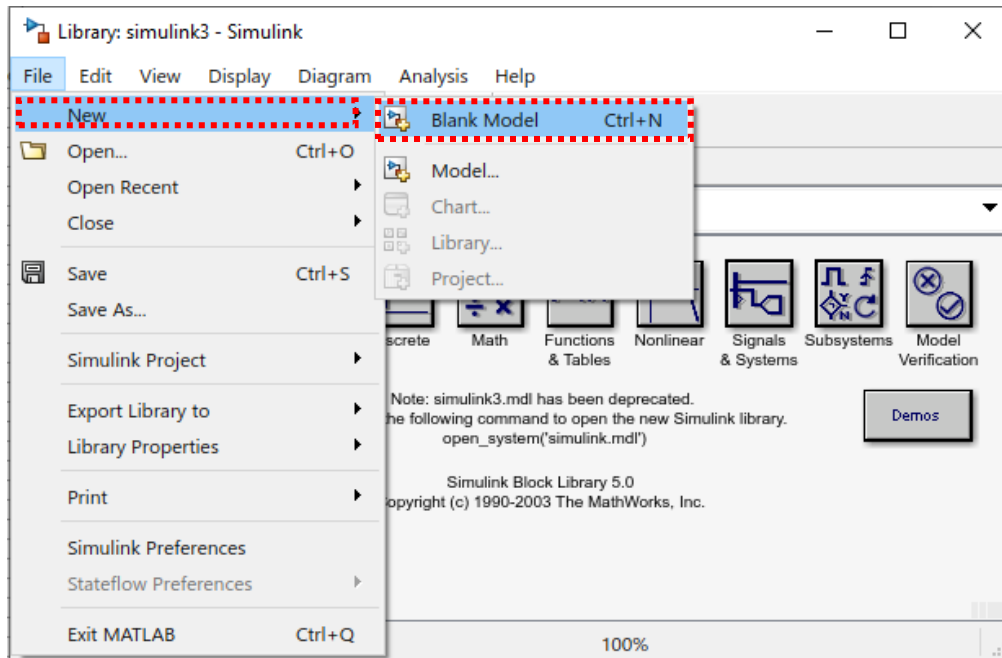 Library: simulink3 - Simulink
File Edit View Display Diagram Analysis Help
New
Blank Model Ctrl+N
Open... Ctrl+O
Model...
Open Recent
Chart...
Close
Library...
Save Ctrl+S
Project...
Save As...
screte Math Functions & Tables Nonlinear Signals & Systems Subsystems Model Verification
Simulink Project
Export Library to
Library Properties
Print
Simulink Preferences
Stateflow Preferences
Exit MATLAB Ctrl+Q
Note: simulink3.mdl has been deprecated.
he following command to open the new Simulink library.
open_system('simulink.mdl')
Demos
Simulink Block Library 5.0
opyright (c) 1990-2003 The MathWorks, Inc.
100%